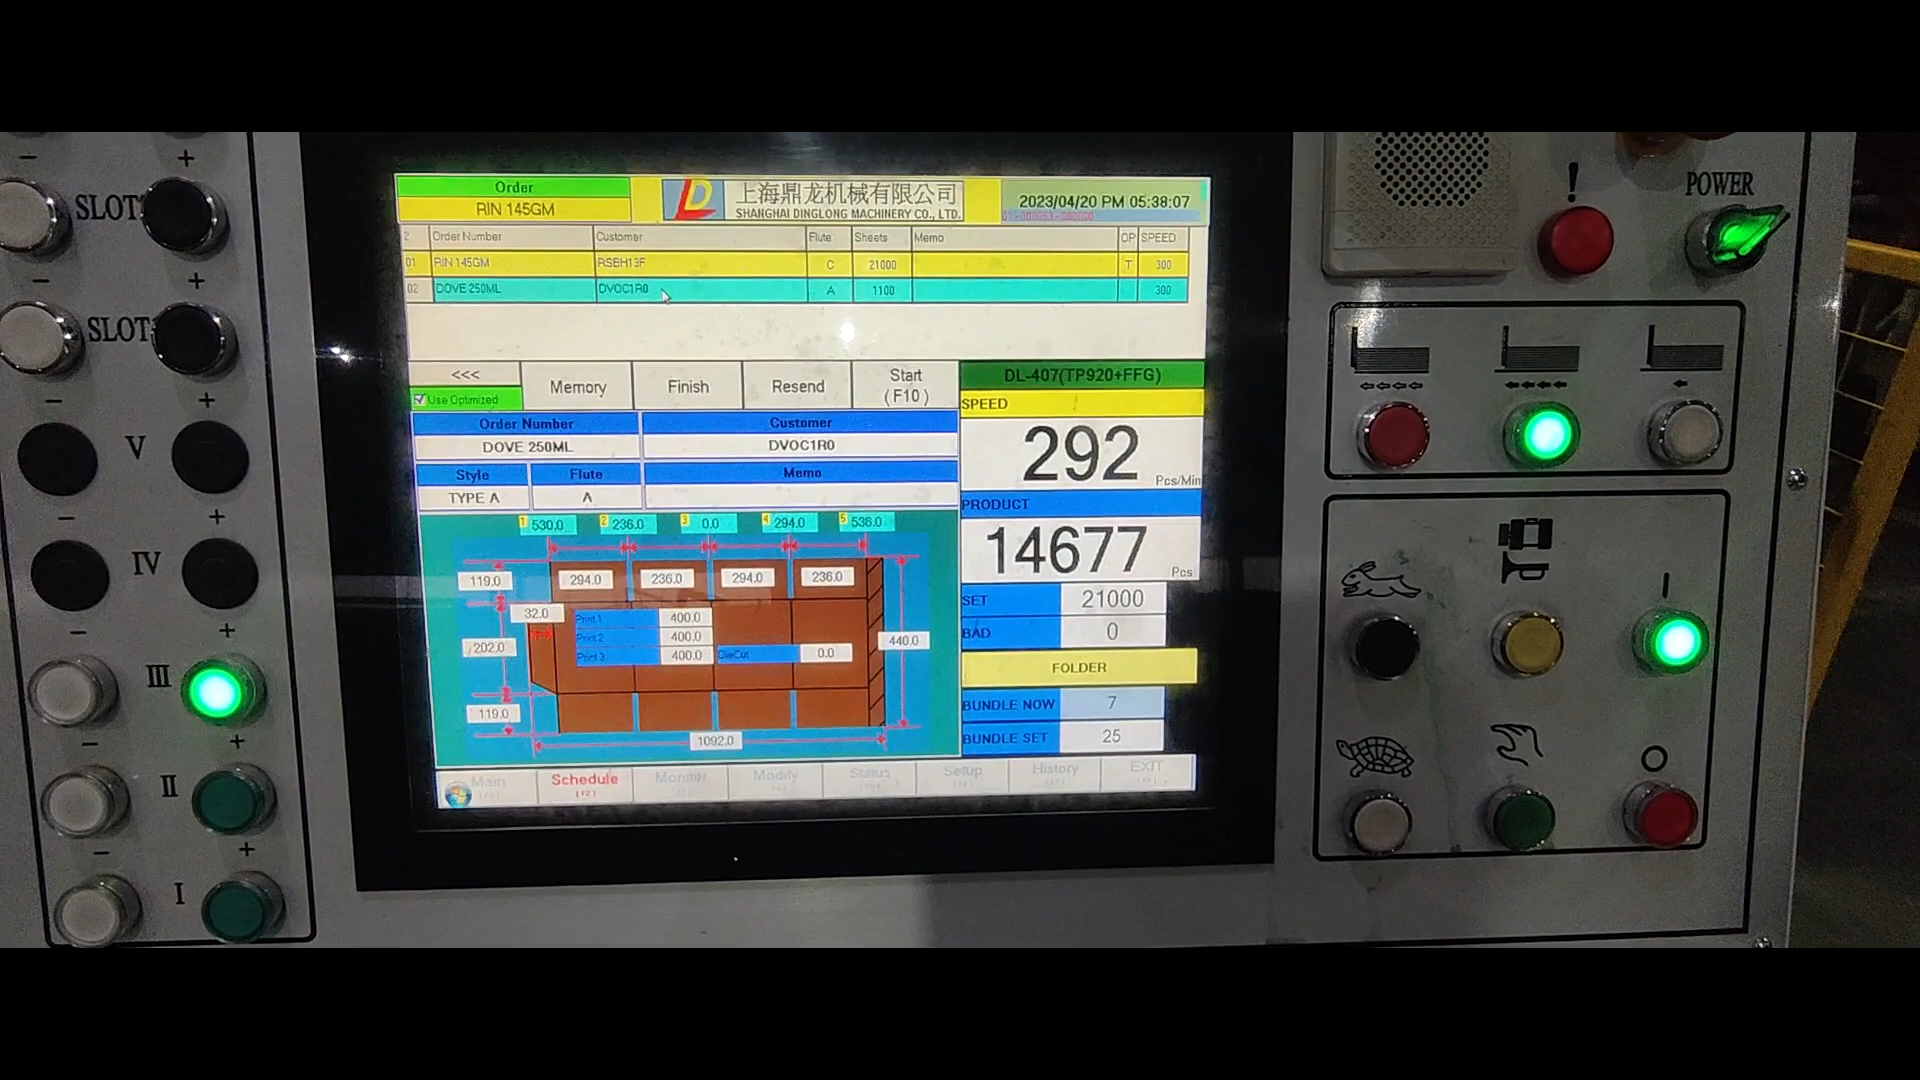 Order
RIN 145GM
上海鼎龙机械有限公司
SHANGHAI DINGLONG MACHINERY CO., LTD.
2023/04/20 PM 05:38:07
2 Order Number Customer Flute Sheets Memo OP SPEED
01 RIN 145GM RSBH13F C 21000 T 300
02 DOVE 250ML DVOC1R0 A 1100 300
<<< Memory Finish Resend Start
(F10)
Use Optimized
DL-407(TP920+FFG)
SPEED
292 Pcs/Min
PRODUCT
14677 Pcs
SET 21000
BAD 0
FOLDER
BUNDLE NOW 7
BUNDLE SET 25
Order Number Customer
DOVE 250ML DVOC1R0
Style Flute Memo
TYPE A A
1 530.0 2 236.0 3 0.0 4 294.0 5 536.0
119.0 294.0 236.0 294.0 236.0
32.0
Print1 400.0
Print2 400.0
Print3 400.0 DieCut 0.0
202.0 440.0
119.0
1092.0
Main Schedule Monitor Modify Status Setup History EXIT
[F2]
− +
SLOT
− +
SLOT
− +
V
− +
IV
− +
III
− +
II
− +
I
!
POWER
I
O